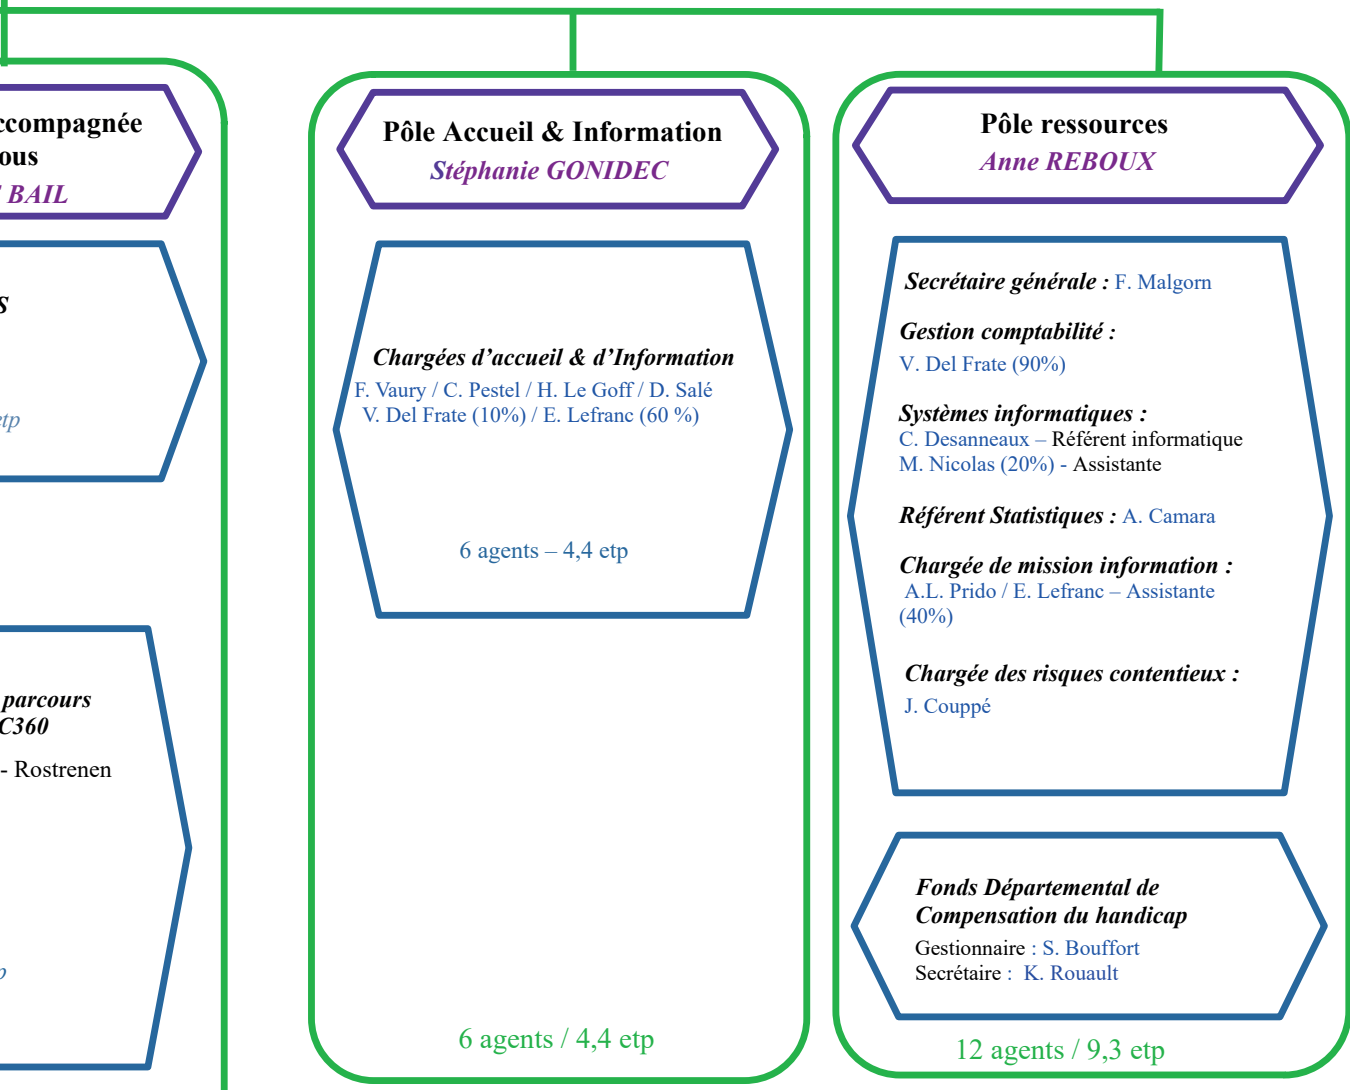 ous
BAIL
etp
parcours
C360
- Rostrenen
Pôle Accueil & Information
Stéphanie GONIDEC
Chargées d’accueil & d’Information
F. Vaury / C. Pestel / H. Le Goff / D. Salé
V. Del Frate (10%) / E. Lefranc (60 %)
6 agents – 4,4 etp
6 agents / 4,4 etp
Pôle ressources
Anne REBOUX
Secrétaire générale : F. Malgorn
Gestion comptabilité :
V. Del Frate (90%)
Systèmes informatiques :
C. Desanneaux – Référent informatique
M. Nicolas (20%) - Assistante
Référent Statistiques : A. Camara
Chargée de mission information :
A.L. Prido / E. Lefranc – Assistante
(40%)
Chargée des risques contentieux :
J. Couppé
Fonds Départemental de
Compensation du handicap
Gestionnaire : S. Bouffort
Secrétaire : K. Rouault
12 agents / 9,3 etp